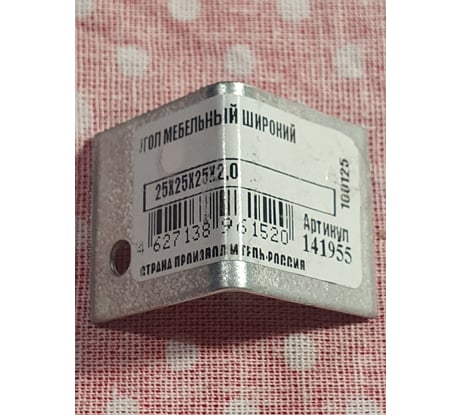 УГОЛ МЕБЕЛЬНЫЙ ШИРОКИЙ
25Х25Х25Х2,0
100125
4 627138 961520
Артикул
141955
СТРАНА ПРОИЗВОДИТЕЛЬ:РОССИЯ